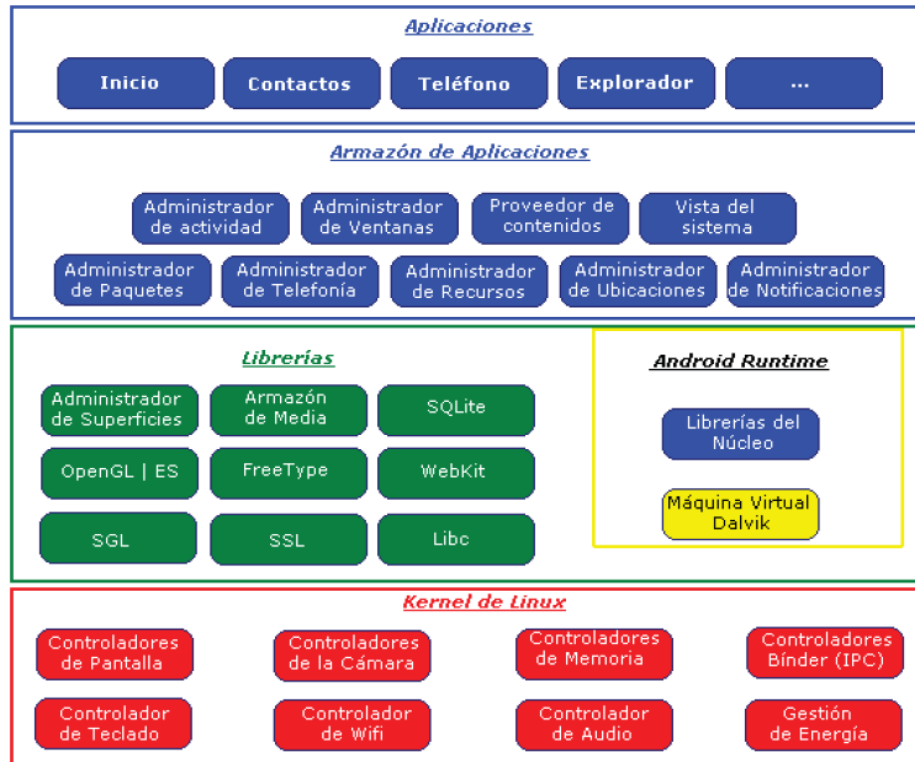 Aplicaciones
Inicio
Contactos
Teléfono
Explorador
...
Armazón de Aplicaciones
Administrador
de actividad
Administrador
de Ventanas
Proveedor de
contenidos
Vista del
sistema
Administrador
de Paquetes
Administrador
de Telefonía
Administrador
de Recursos
Administrador
de Ubicaciones
Administrador
de Notificaciones
Librerías
Administrador
de Superficies
Armazón
de Media
SQLite
OpenGL | ES
FreeType
WebKit
SGL
SSL
Libc
Android Runtime
Librerías del
Núcleo
Máquina Virtual
Dalvik
Kernel de Linux
Controladores
de Pantalla
Controladores
de la Cámara
Controladores
de Memoria
Controladores
Bínder (IPC)
Controlador
de Teclado
Controlador
de Wifi
Controlador
de Audio
Gestión
de Energía